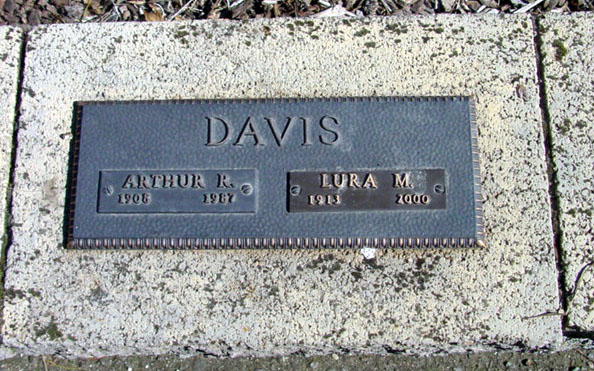 DAVIS
ARTHUR R.
1908 1987
LURA M.
1913 2000